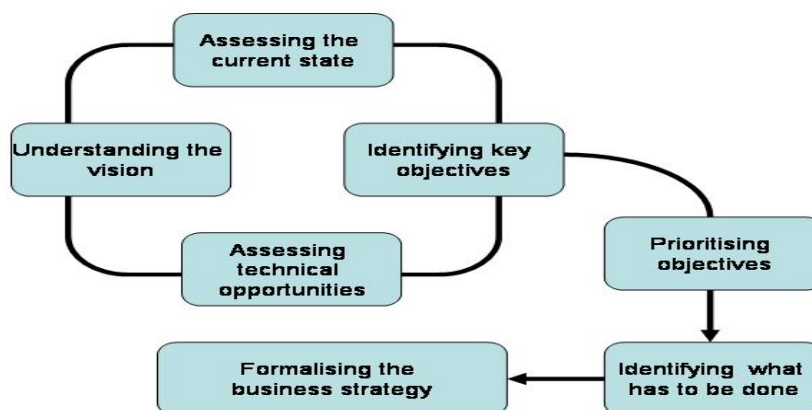 Assessing the
current state
Understanding the
vision
Identifying key
objectives
Assessing
technical
opportunities
Prioritising
objectives
Formalising the
business strategy
Identifying what
has to be done